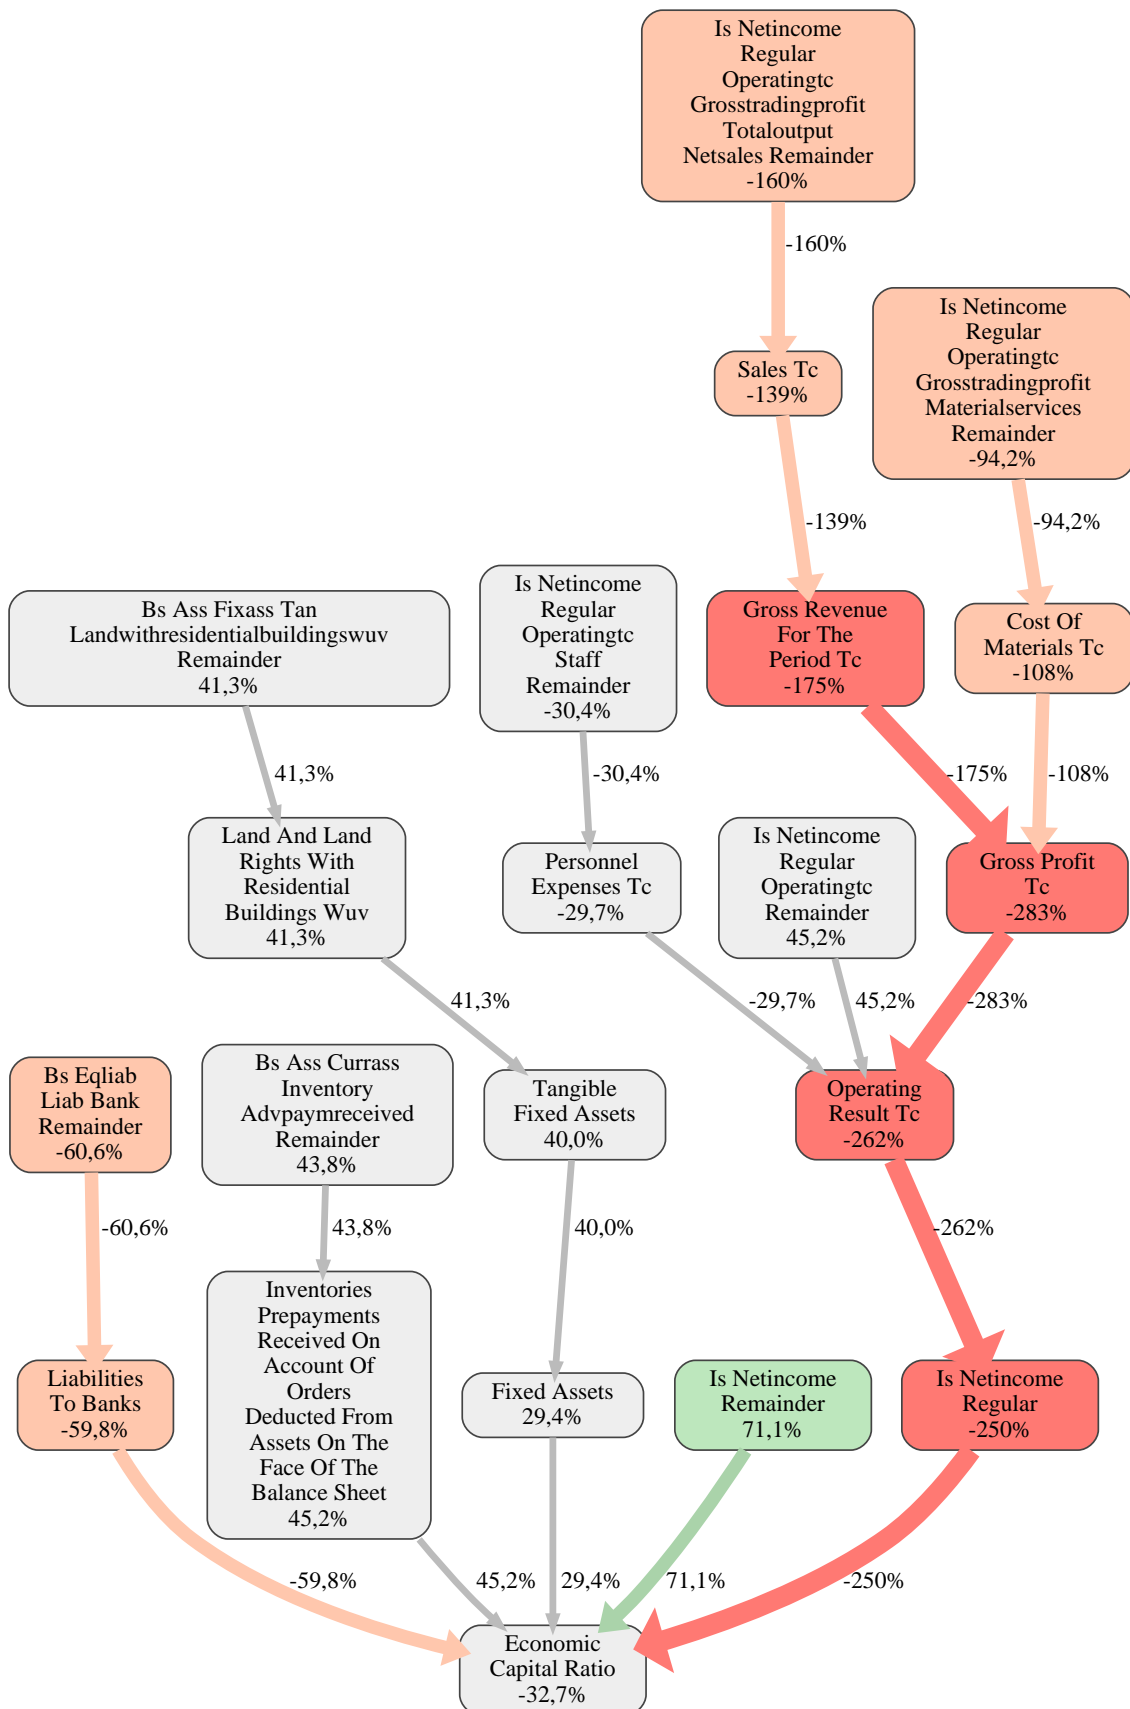 Is Netincome
Regular
Operatingtc
Grosstradingprofit
Totaloutput
Netsales Remainder
-160%
-160%
Is Netincome
Regular
Operatingtc
Grosstradingprofit
Materialservices
Remainder
-94,2%
Sales Tc
-139%
-139%
-94,2%
Bs Ass Fixass Tan
Landwithresidentialbuildingswuv
Remainder
41,3%
Is Netincome
Regular
Operatingtc
Staff
Remainder
-30,4%
Gross Revenue
For The
Period Tc
-175%
Cost Of
Materials Tc
-108%
41,3%
-30,4%
-175%
-108%
Land And Land
Rights With
Residential
Buildings Wuv
41,3%
Personnel
Expenses Tc
-29,7%
Is Netincome
Regular
Operatingtc
Remainder
45,2%
Gross Profit
Tc
-283%
41,3%
-29,7%
45,2%
-283%
Bs Eqliab
Liab Bank
Remainder
-60,6%
Bs Ass Currass
Inventory
Advpaymreceived
Remainder
43,8%
Tangible
Fixed Assets
40,0%
Operating
Result Tc
-262%
-60,6%
43,8%
40,0%
-262%
Liabilities
To Banks
-59,8%
Inventories
Prepayments
Received On
Account Of
Orders
Deducted From
Assets On The
Face Of The
Balance Sheet
45,2%
Fixed Assets
29,4%
Is Netincome
Remainder
71,1%
Is Netincome
Regular
-250%
-59,8%
45,2%
29,4%
71,1%
-250%
Economic
Capital Ratio
-32,7%